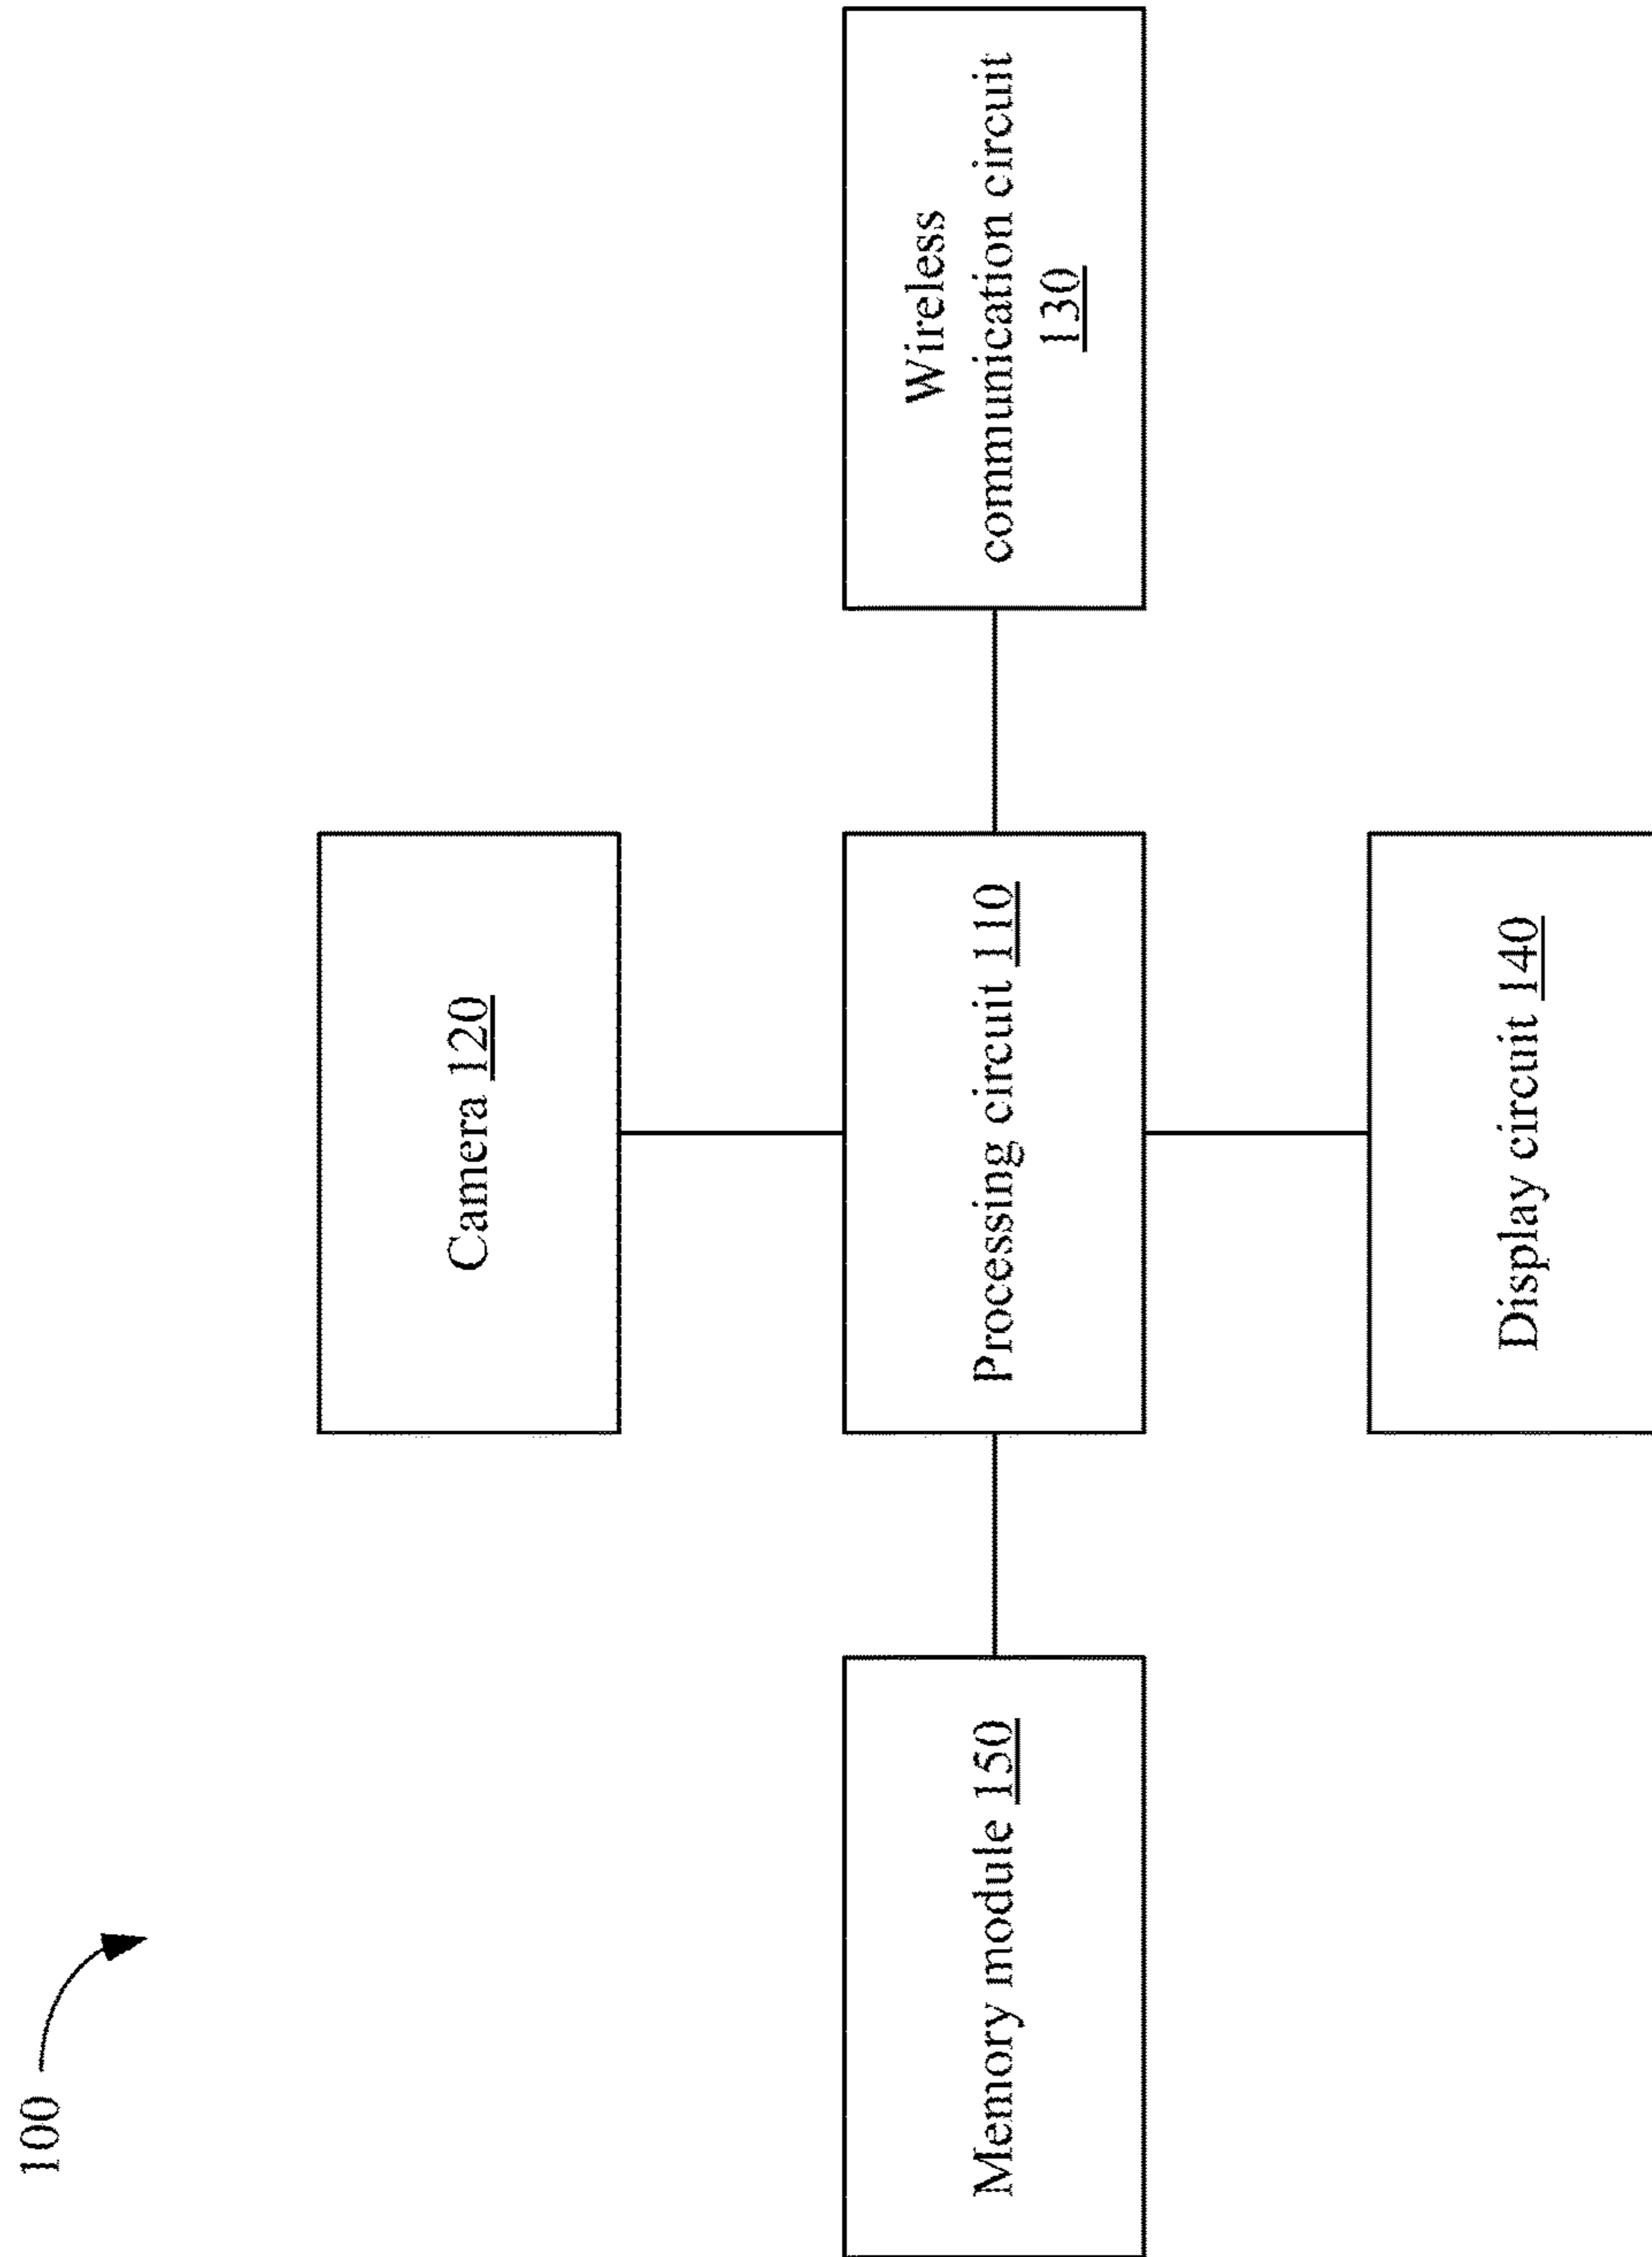 100
Camera 120
Memory module 150
Processing circuit 110
Wireless
communication circuit
130
Display circuit 140